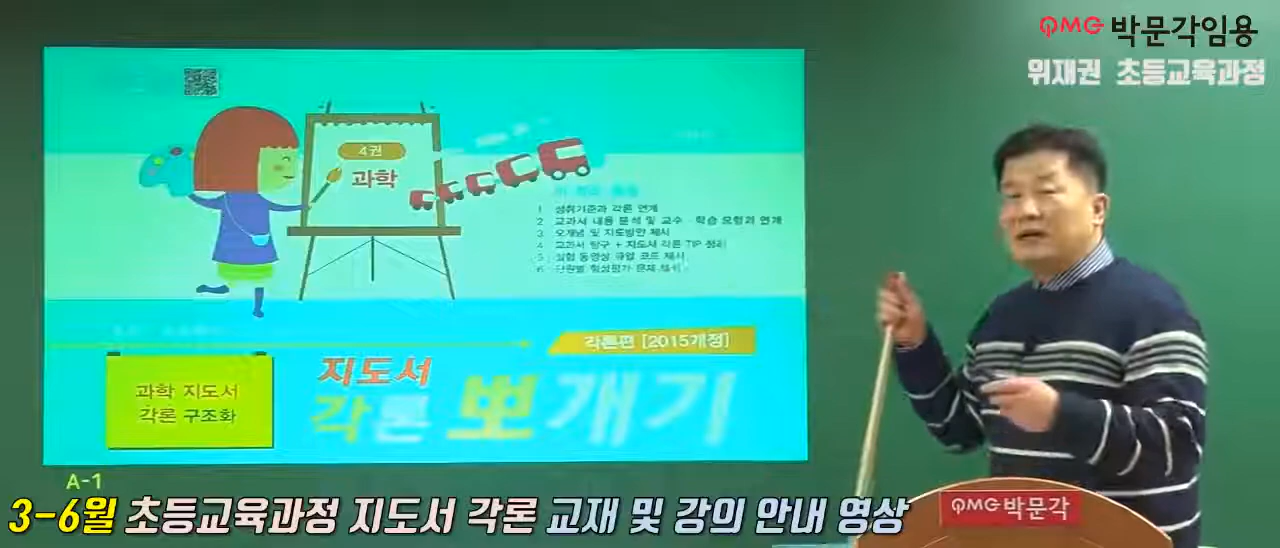 PMG 박문각임용
위재권 초등교육과정
4권
과학
1 성취기준과 각론 연계
2 교과서 내용 분석 및 교수 · 학습 모형과 연계
3 오개념 및 지도방안 제시
4 교과서 탐구 + 지도서 각론 TIP 정리
5 실험 동영상 큐알 코드 제시
6 단원별 형성평가 문제 제시
각론편 [2015개정]
과학 지도서
각론 구조화
지도서
각론 뽀개기
A-1
3-6월 초등교육과정 지도서 각론 교재 및 강의 안내 영상
PMG 박문각